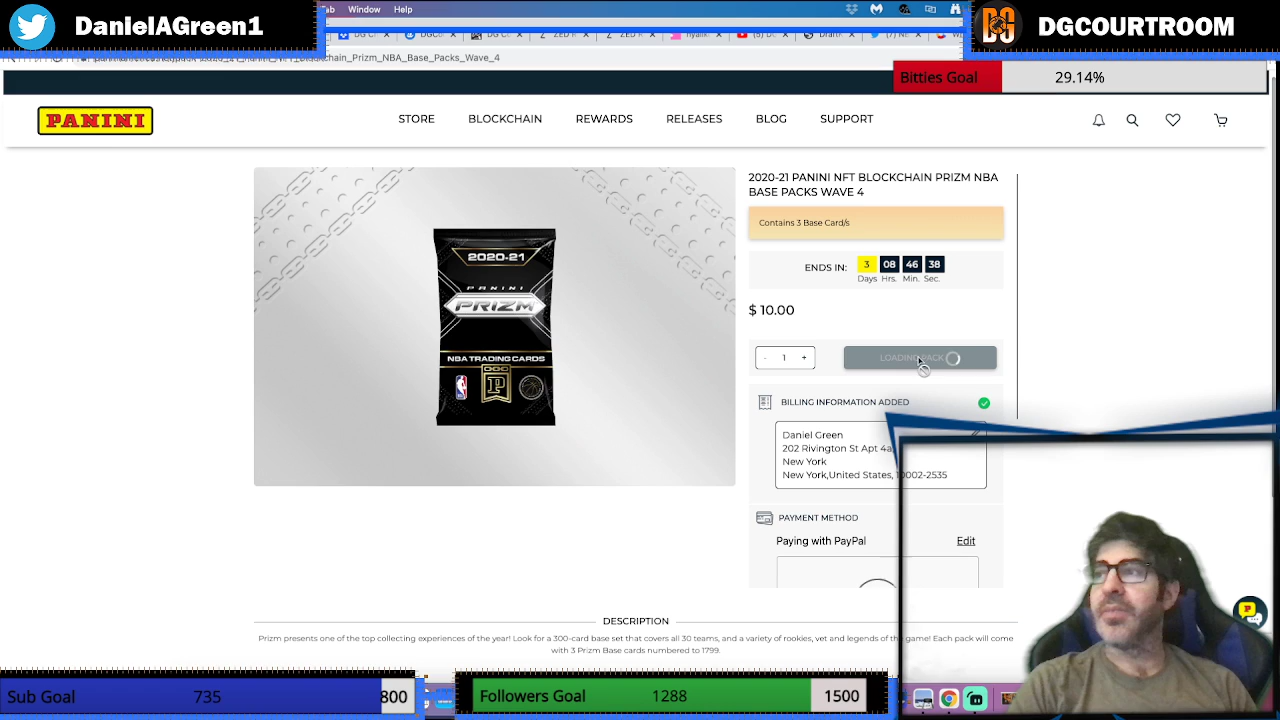 DanielAGreen1
Window Help
DGCOURTROOM
Prizm_NBA_Base_Packs_Wave_4
Bitties Goal 29.14%
PANINI
STORE BLOCKCHAIN REWARDS RELEASES BLOG SUPPORT
2020-21 PANINI NFT BLOCKCHAIN PRIZM NBA
BASE PACKS WAVE 4
Contains 3 Base Card/s
ENDS IN: 3 08 46 38
Days Hrs. Min. Sec.
$ 10.00
- 1 + LOADING PACK
2020-21
PANINI
PRIZM
NBA TRADING CARDS
BILLING INFORMATION ADDED
Daniel Green
202 Rivington St Apt 4a
New York
New York,United States, 10002-2535
PAYMENT METHOD
Paying with PayPal Edit
DESCRIPTION
Prizm presents one of the top collecting experiences of the year! Look for a 300-card base set that covers all 30 teams, and a variety of rookies, vet and legends of the game! Each pack will come
with 3 Prizm Base cards numbered to 1799.
Sub Goal 735 800
Followers Goal 1288 1500